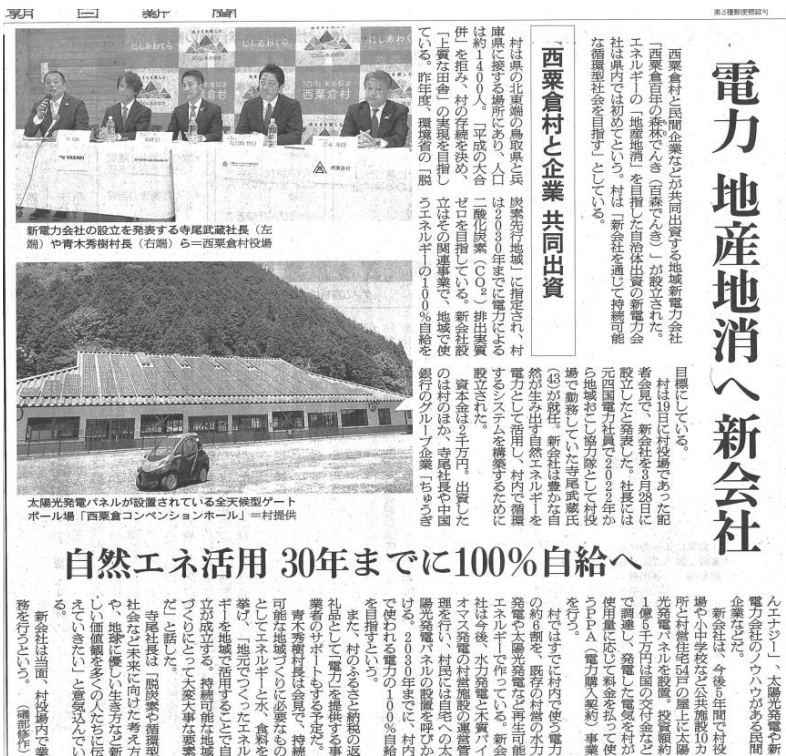 朝日新聞
第3種郵便物認可
電力 地産地消へ新会社
西粟倉村と企業 共同出資
自然エネ活用 30年までに100%自給へ
西粟倉村と民間企業などが共同出資する地域新電力会社
「西粟倉百年の森林でんき(百森でんき)」が設立された。
エネルギーの「地産地消」を目指した自治体出資の新電力会
社は県内では初めてという。村は「新会社を通じて持続可能
な循環型社会を目指す」としている。
村は県の北東端の鳥取県と兵
庫県に接する場所にあり、人口
は約1400人。「平成の大合
併」を拒み、村の存続を決め、
「上質な田舎」の実現を目指し
ている。昨年度、環境省の「脱
炭素先行地域」に指定され、村
は2030年までに電力による
二酸化炭素(CO2)排出実質
ゼロを目指している。新会社設
立はその関連事業で、地域で使
うエネルギーの100%自給を
目標にしている。
村は19日に村役場であった記
者会見で、新会社を3月28日に
設立したと発表した。社長には
元四国電力社員で2022年か
ら地域おこし協力隊として村役
場で勤務していた寺尾武蔵氏
(43)が就任。新会社は豊かな自
然が生み出す自然エネルギーを
電力として活用し、村内で循環
するシステムを構築するために
設立された。
資本金は2千万円。出資した
のは村のほか、寺尾社長や中国
銀行のグループ企業「ちゅうぎ
んエナジー」、太陽光発電や新
電力会社のノウハウがある民間
企業などだ。
新会社は、今後5年間で村役
場や小中学校など公共施設10カ
所と村営住宅54戸の屋上に太陽
光発電パネルを設置。投資額約
1億5千万円は国の交付金など
で調達し、発電した電気を村が
使用量に応じて料金を払って使
うPPA(電力購入契約)事業
を行う。
村ではすでに村内で使う電力
の約6割を、既存の村営の水力
発電や太陽光発電など再生可能
エネルギーで作っている。新会
社は今後、水力発電と木質バイ
オマス発電の村営施設の運営管
理を行い、村民には自宅への太
陽光発電パネルの設置を呼びか
ける。2030年までに、村内
で使われる電力の100%自給
を目指すという。
また、村のふるさと納税の返
礼品として「電力」を提供する事
業者のサポートもする予定だ。
青木秀樹村長は会見で、持続
可能な地域づくりに必要なもの
としてエネルギーと水、食料を
挙げ、「地元でつくったエネル
ギーを地域で活用することで自
立が成立する。持続可能な地域
づくりにとって大変大事な要素
だ」と話した。
寺尾社長は「脱炭素や循環型
社会など未来に向けた考え方
や、地球に優しい生き方など新
しい価値観を多くの人たちに伝
えていきたい」と意気込んでい
る。
新会社は当面、村役場内で業
務を行うという。(礒部修作)
にしあわくら
西粟倉村
新電力会社の設立を発表する寺尾武蔵社長(左
端)や青木秀樹村長(右端)ら=西粟倉村役場
太陽光発電パネルが設置されている全天候型ゲート
ボール場「西粟倉コンベンションホール」=村提供